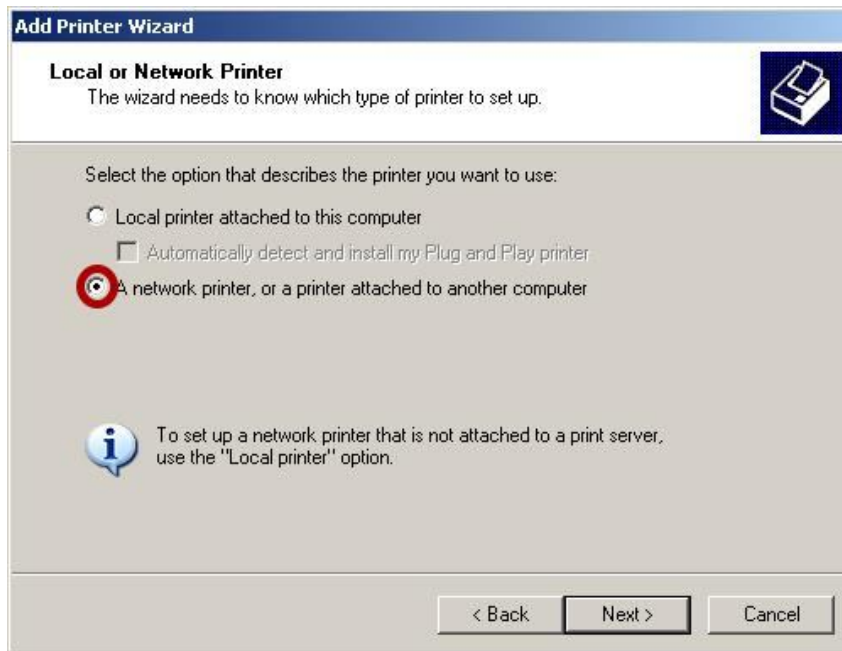 Add Printer Wizard
Local or Network Printer
The wizard needs to know which type of printer to set up.
Select the option that describes the printer you want to use:
Local printer attached to this computer
Automatically detect and install my Plug and Play printer
A network printer, or a printer attached to another computer
To set up a network printer that is not attached to a print server,
use the "Local printer" option.
< Back
Next >
Cancel